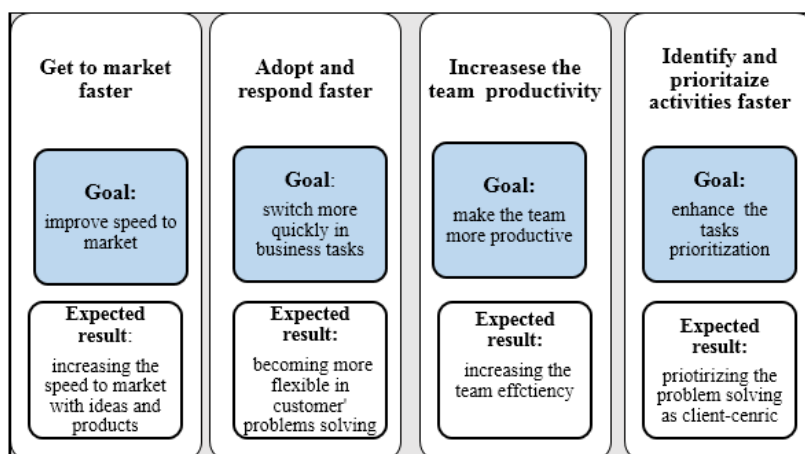 Get to market
faster
Goal:
improve speed to
market
Expected
result:
increasing the
speed to market
with ideas and
products
Adopt and
respond faster
Goal:
switch more
quickly in
business tasks
Expected
result:
becoming more
flexible in
customer'
problems solving
Increasese the
team productivity
Goal:
make the team
more productive
Expected
result:
increasing the
team effctiency
Identify and
prioritaize
activities faster
Goal:
enhance the
tasks
prioritization
Expected
result:
priotirizing the
problem solving
as client-cenric